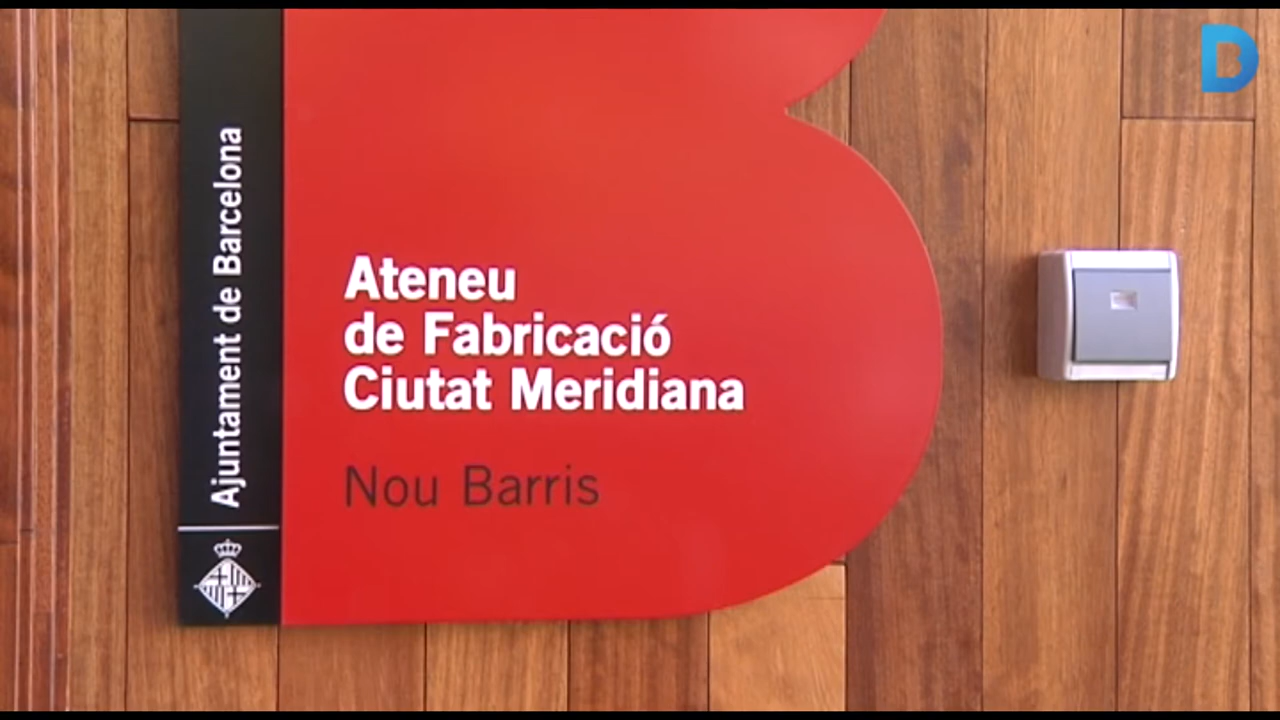 Ajuntament de Barcelona
Ateneu
de Fabricació
Ciutat Meridiana
Nou Barris